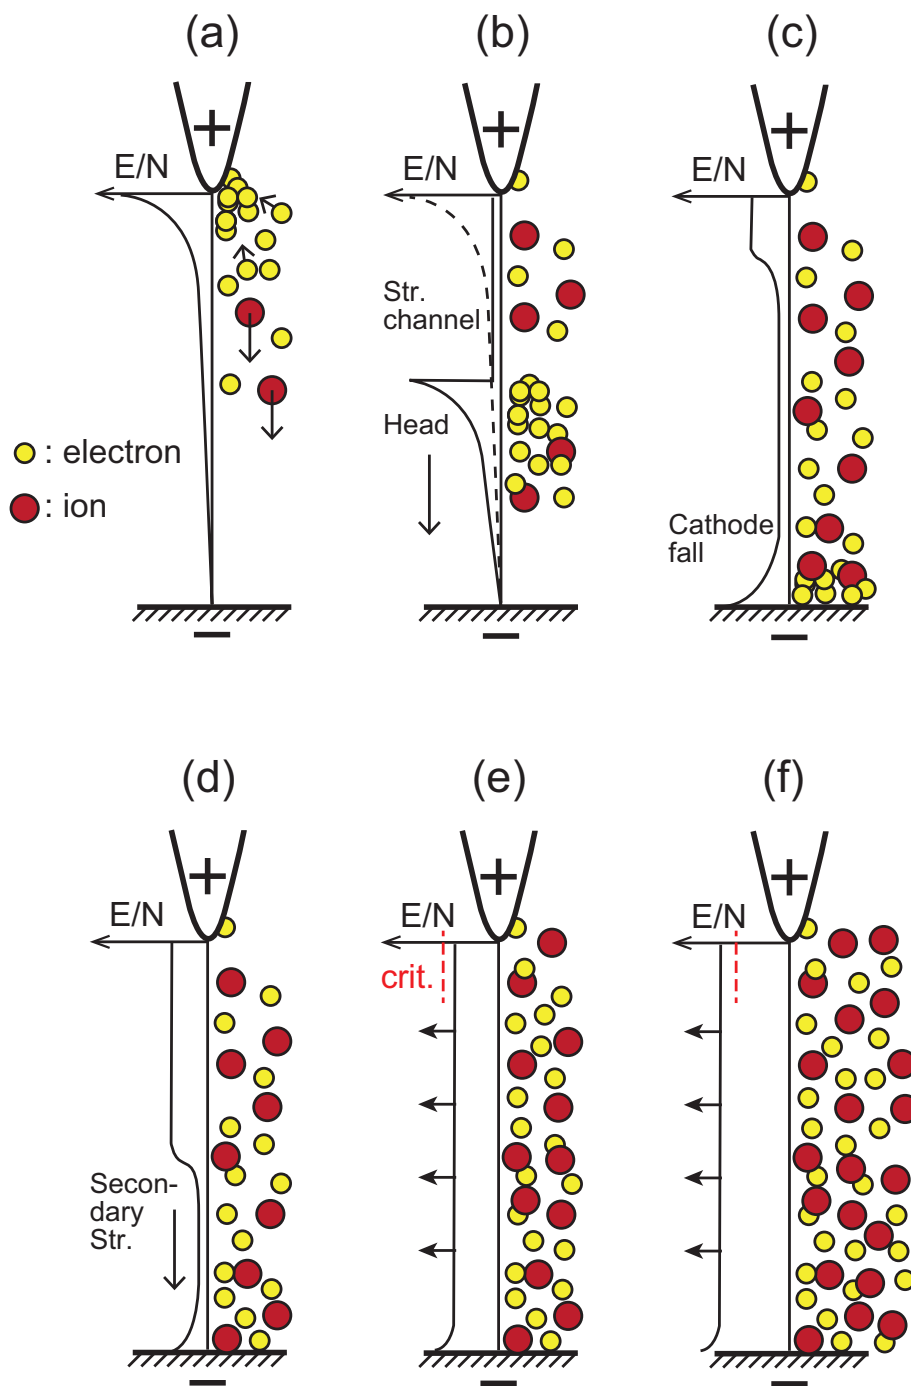 (a)
(b)
(c)
+
+
+
E/N
E/N
E/N
Str.
channel
Head
: electron
: ion
Cathode
fall
−
−
−
(d)
(e)
(f)
+
+
+
E/N
E/N
E/N
crit.
Secon-
dary
Str.
−
−
−